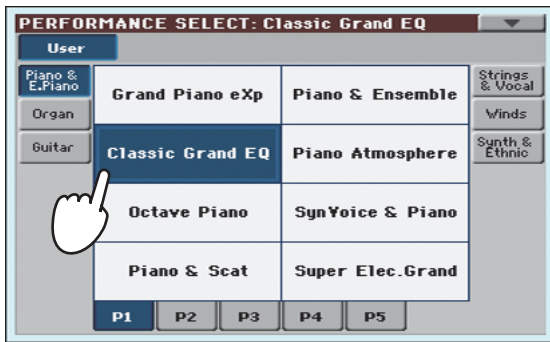 PERFORMANCE SELECT: Classic Grand EQ
User
Piano &
E.Piano
Organ
Guitar
Grand Piano eXp
Piano & Ensemble
Classic Grand EQ
Piano Atmosphere
Octave Piano
SynVoice & Piano
Piano & Scat
Super Elec.Grand
Strings
& Vocal
Winds
Synth &
Ethnic
P1 P2 P3 P4 P5